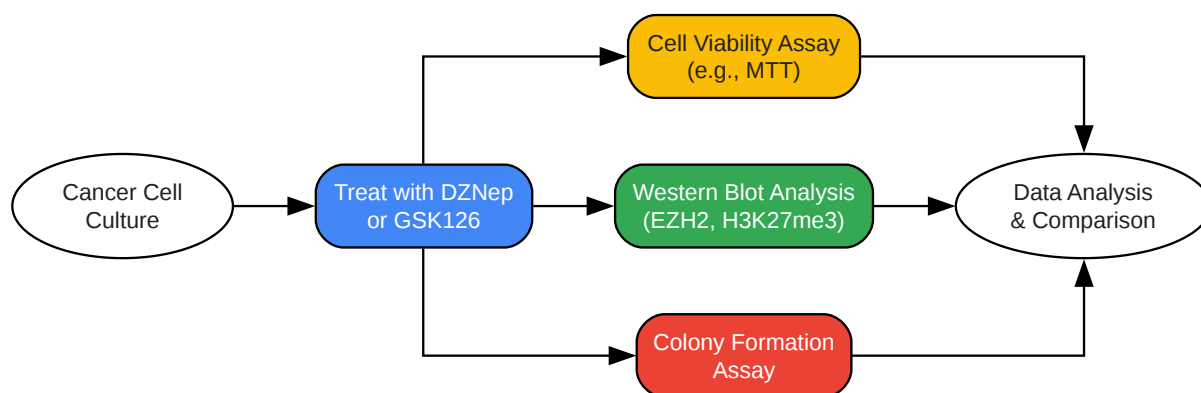 Cancer Cell
Culture
Treat with DZNep
or GSK126
Cell Viability Assay
(e.g., MTT)
Western Blot Analysis
(EZH2, H3K27me3)
Colony Formation
Assay
Data Analysis
& Comparison